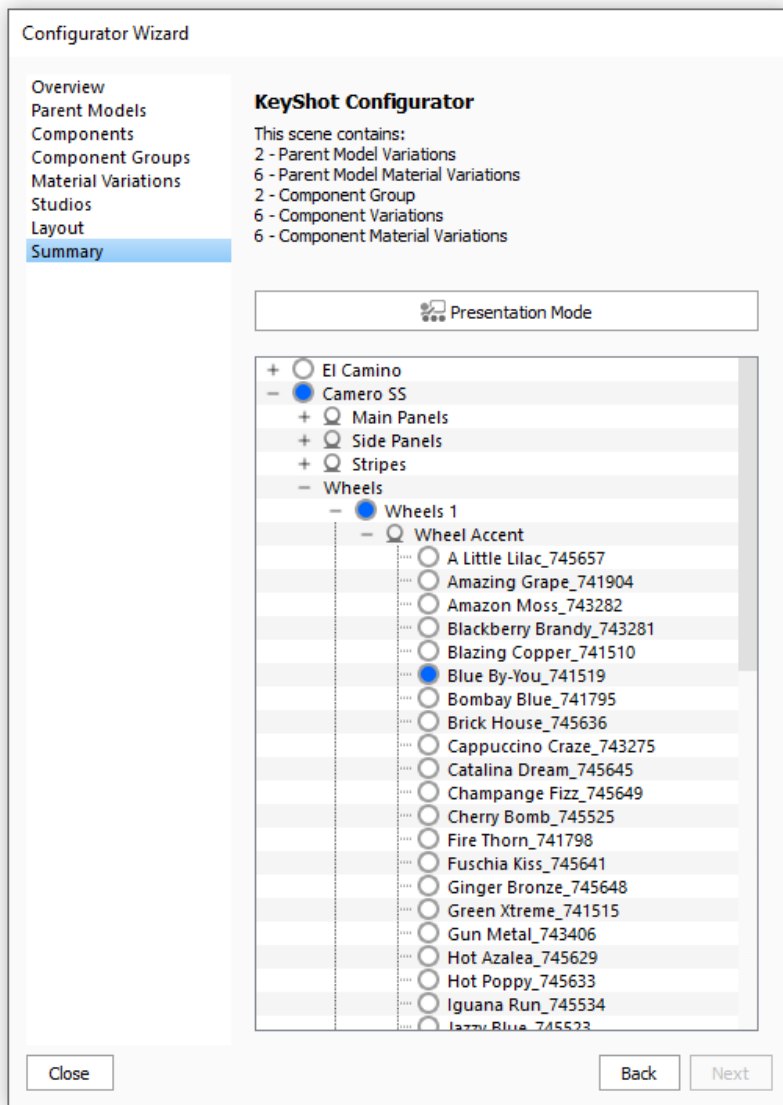 Configurator Wizard
Overview
Parent Models
Components
Component Groups
Material Variations
Studios
Layout
Summary
KeyShot Configurator
This scene contains:
2 - Parent Model Variations
6 - Parent Model Material Variations
2 - Component Group
6 - Component Variations
6 - Component Material Variations
Presentation Mode
El Camino
Camero SS
Main Panels
Side Panels
Stripes
Wheels
Wheels 1
Wheel Accent
A Little Lilac_745657
Amazing Grape_741904
Amazon Moss_743282
Blackberry Brandy_743281
Blazing Copper_741510
Blue By-You_741519
Bombay Blue_741795
Brick House_745636
Cappuccino Craze_743275
Catalina Dream_745645
Champange Fizz_745649
Cherry Bomb_745525
Fire Thorn_741798
Fuschia Kiss_745641
Ginger Bronze_745648
Green Xtreme_741515
Gun Metal_743406
Hot Azalea_745629
Hot Poppy_745633
Iguana Run_745534
Jazzy Blue_745523
Close
Back
Next